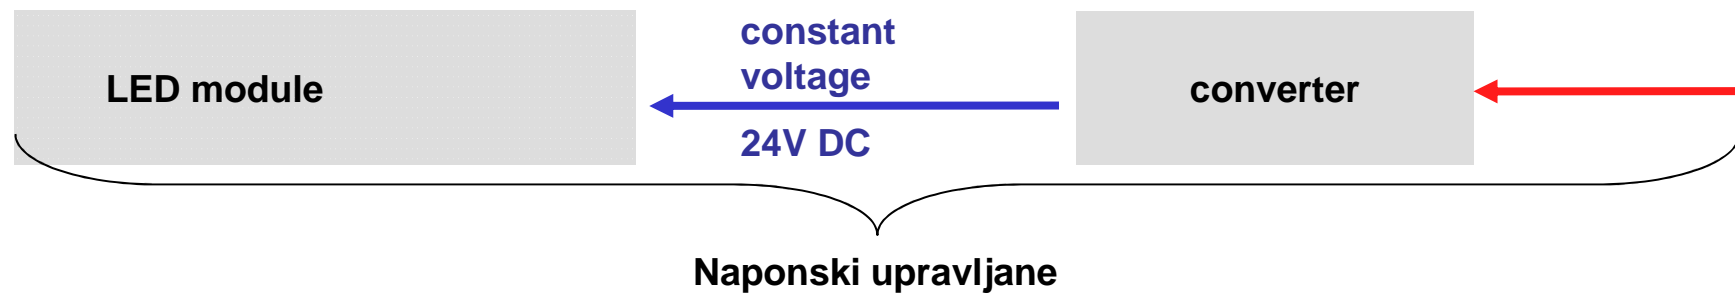 constant
voltage
LED module
converter
24V DC
Naponski upravljane